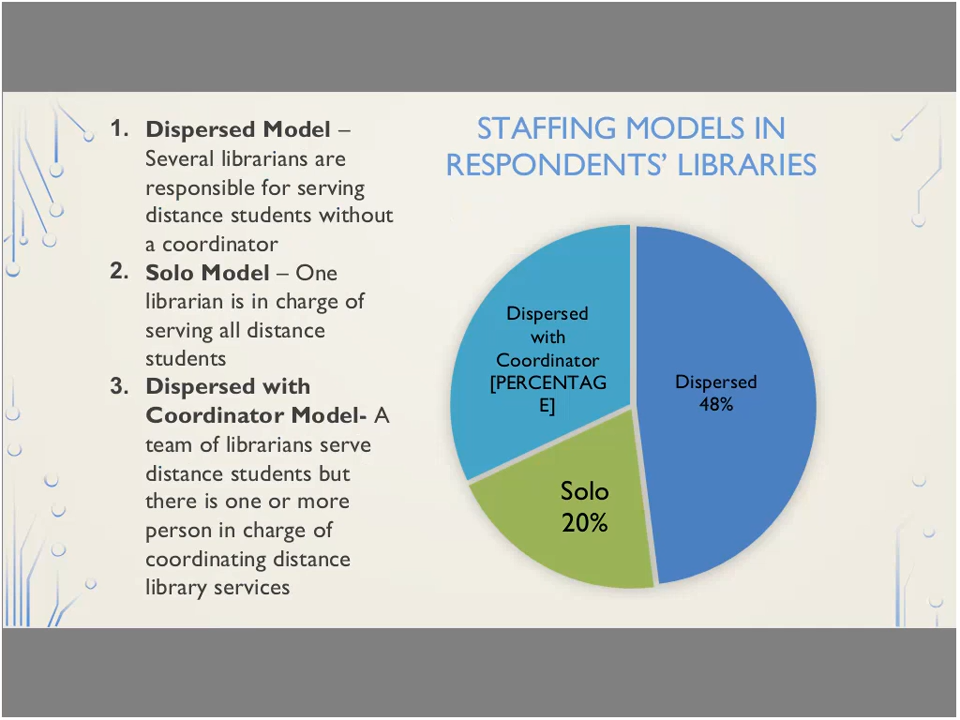 1. Dispersed Model –
Several librarians are
responsible for serving
distance students without
a coordinator
2. Solo Model – One
librarian is in charge of
serving all distance
students
3. Dispersed with
Coordinator Model- A
team of librarians serve
distance students but
there is one or more
person in charge of
coordinating distance
library services
STAFFING MODELS IN
RESPONDENTS’ LIBRARIES
Dispersed
with
Coordinator
[PERCENTAG
E]
Dispersed
48%
Solo
20%